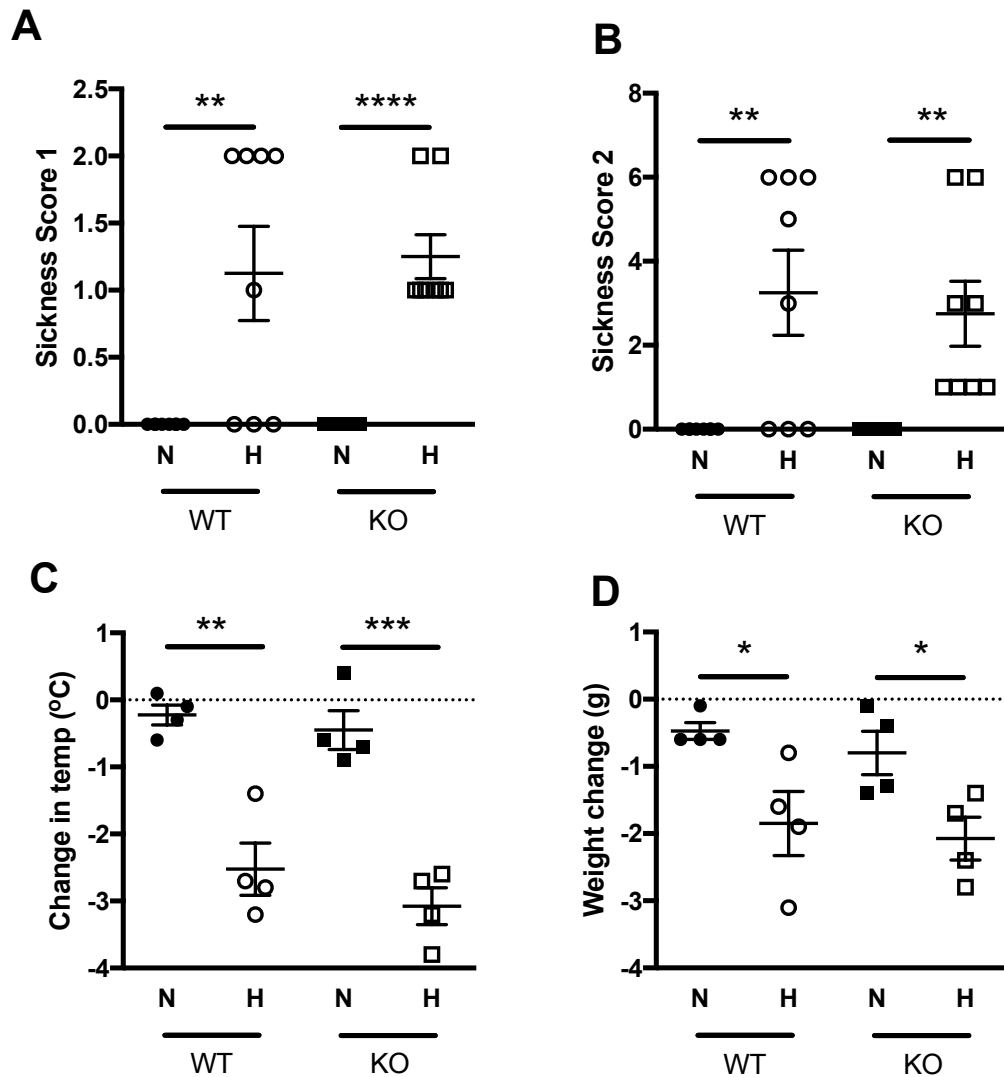 A
Sickness Score 1
2.5
2.0
1.5
1.0
0.5
0.0
** ****
N H N H
WT KO
B
Sickness Score 2
8
6
4
2
0
** **
N H N H
WT KO
C
Change in temp (ºC)
1
0
-1
-2
-3
-4
** ***
N H N H
WT KO
D
Weight change (g)
1
0
-1
-2
-3
-4
* *
N H N H
WT KO